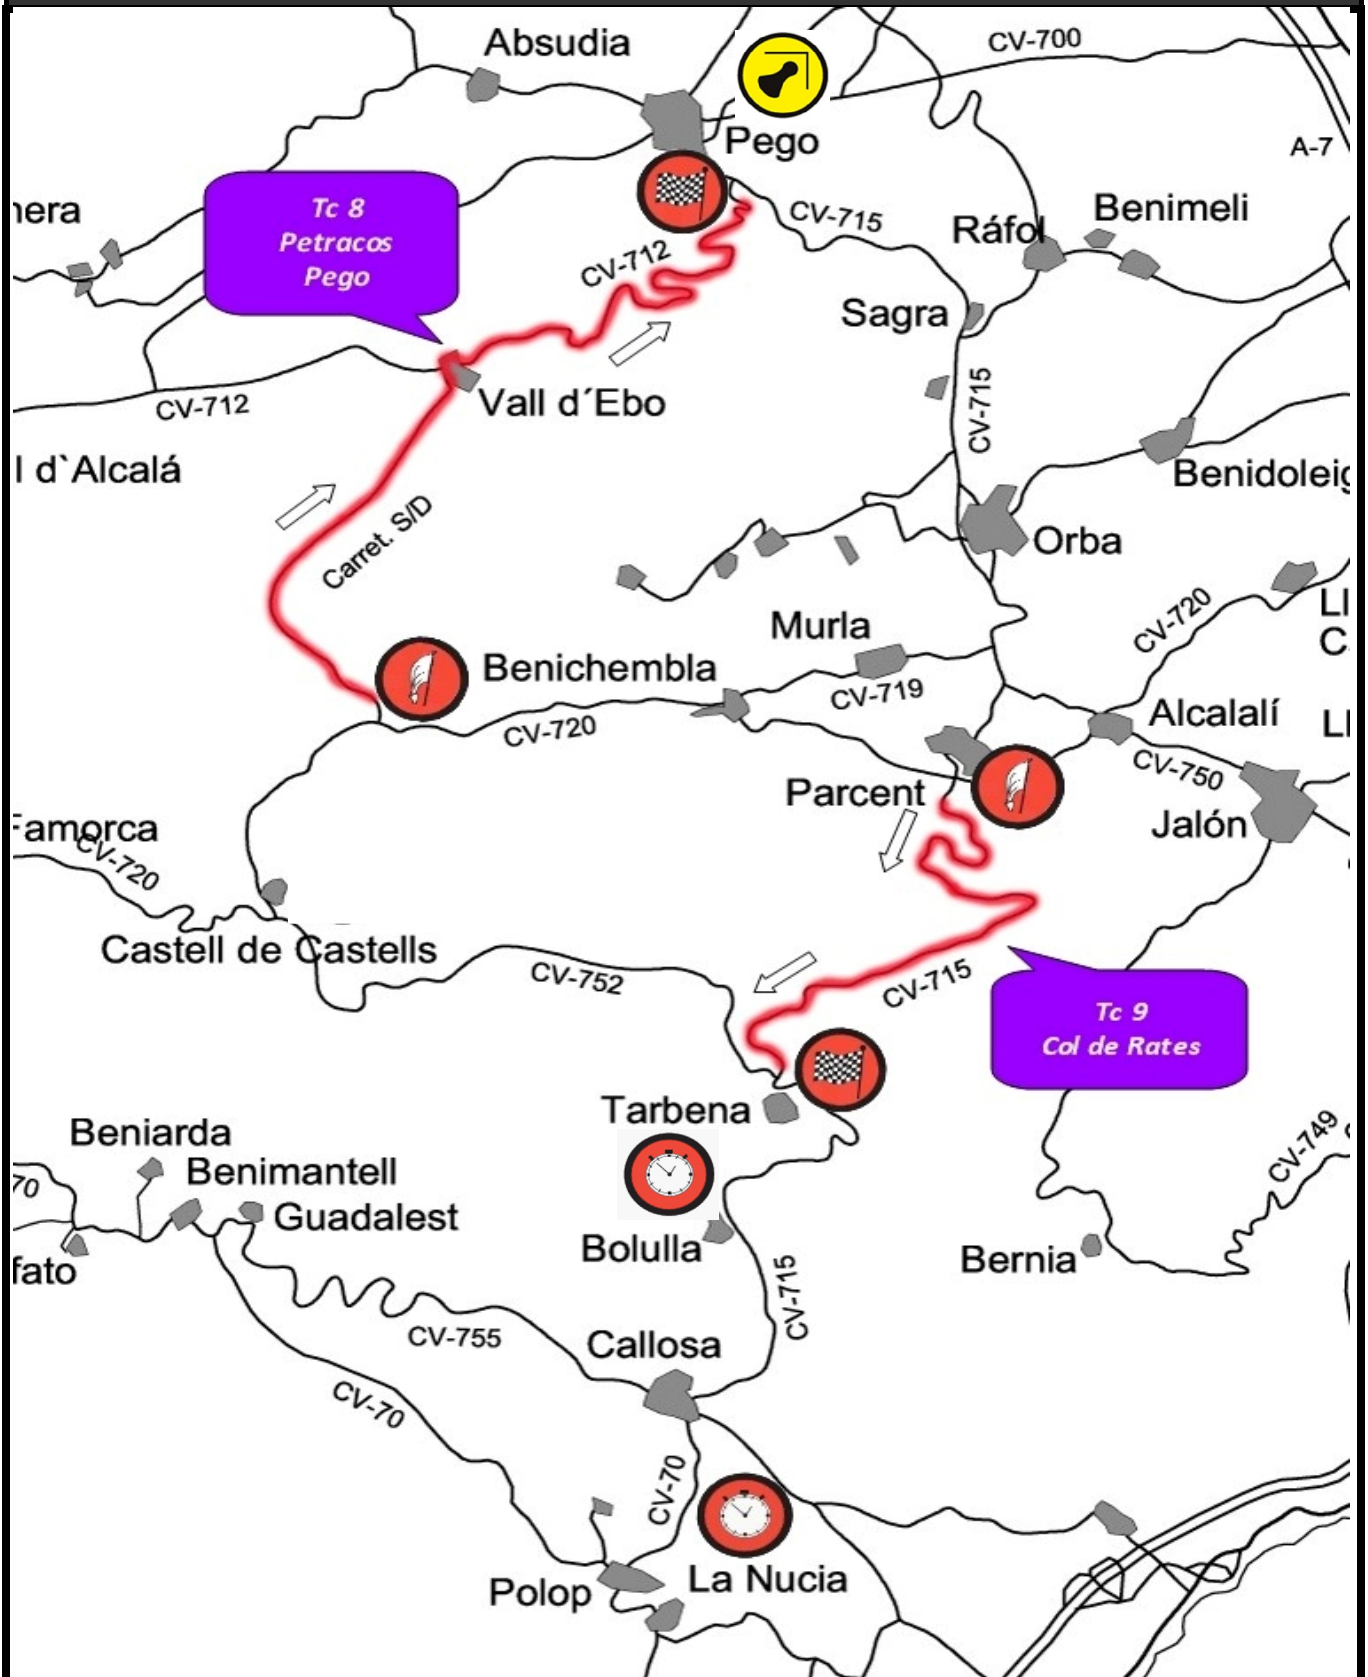 Absudia
CV-700
Pego
A-7
nera
Tc 8
Petracos
Pego
CV-715
Ráfol
Benimeli
CV-712
Sagra
CV-712
Vall d´Ebo
CV-715
l d`Alcalá
Benidoleig
Carret. S/D
Orba
CV-720
Murla
Ll
C
Benichembla
CV-719
CV-720
Alcalalí
Ll
CV-750
Parcent
Jalón
Famorca
CV-720
Castell de Castells
CV-752
CV-715
Tc 9
Col de Rates
Tarbena
Beniarda
CV-749
Benimantell
70
Guadalest
Bolulla
Bernia
fato
CV-715
CV-755
Callosa
CV-70
CV-70
La Nucia
Polop